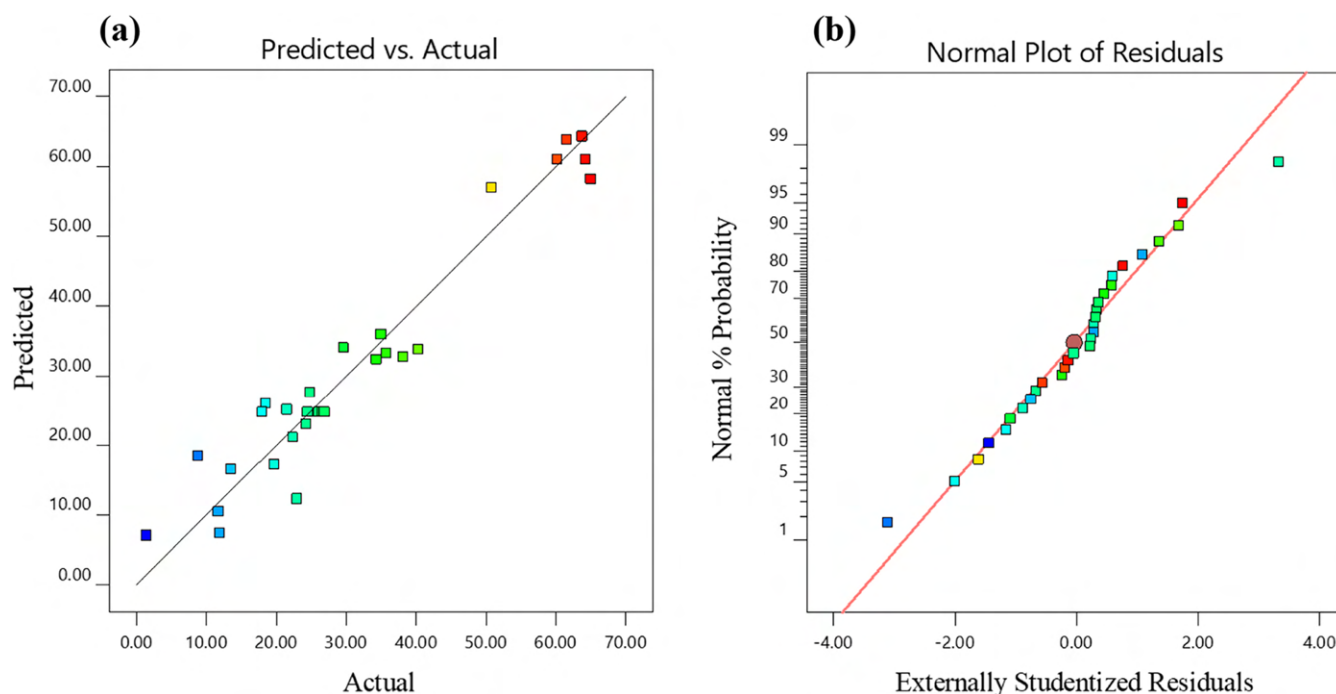 (a)
Predicted vs. Actual
Predicted
70.00
60.00
50.00
40.00
30.00
20.00
10.00
0.00
0.00 10.00 20.00 30.00 40.00 50.00 60.00 70.00
Actual
(b)
Normal Plot of Residuals
Normal % Probability
99
95
90
80
70
50
30
20
10
5
1
-4.00 -2.00 0.00 2.00 4.00
Externally Studentized Residuals